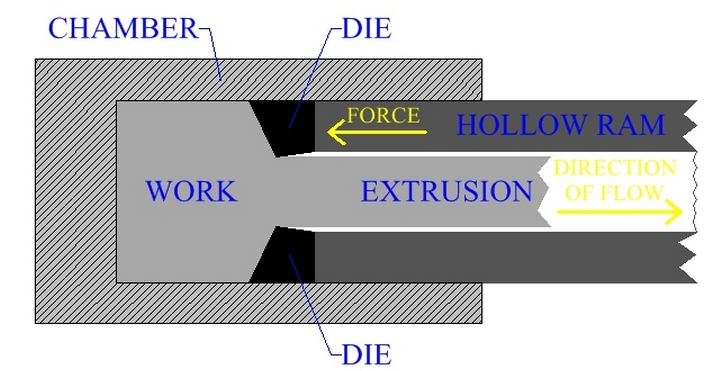 CHAMBER
DIE
FORCE
HOLLOW RAM
WORK
EXTRUSION
DIRECTION
OF FLOW
DIE